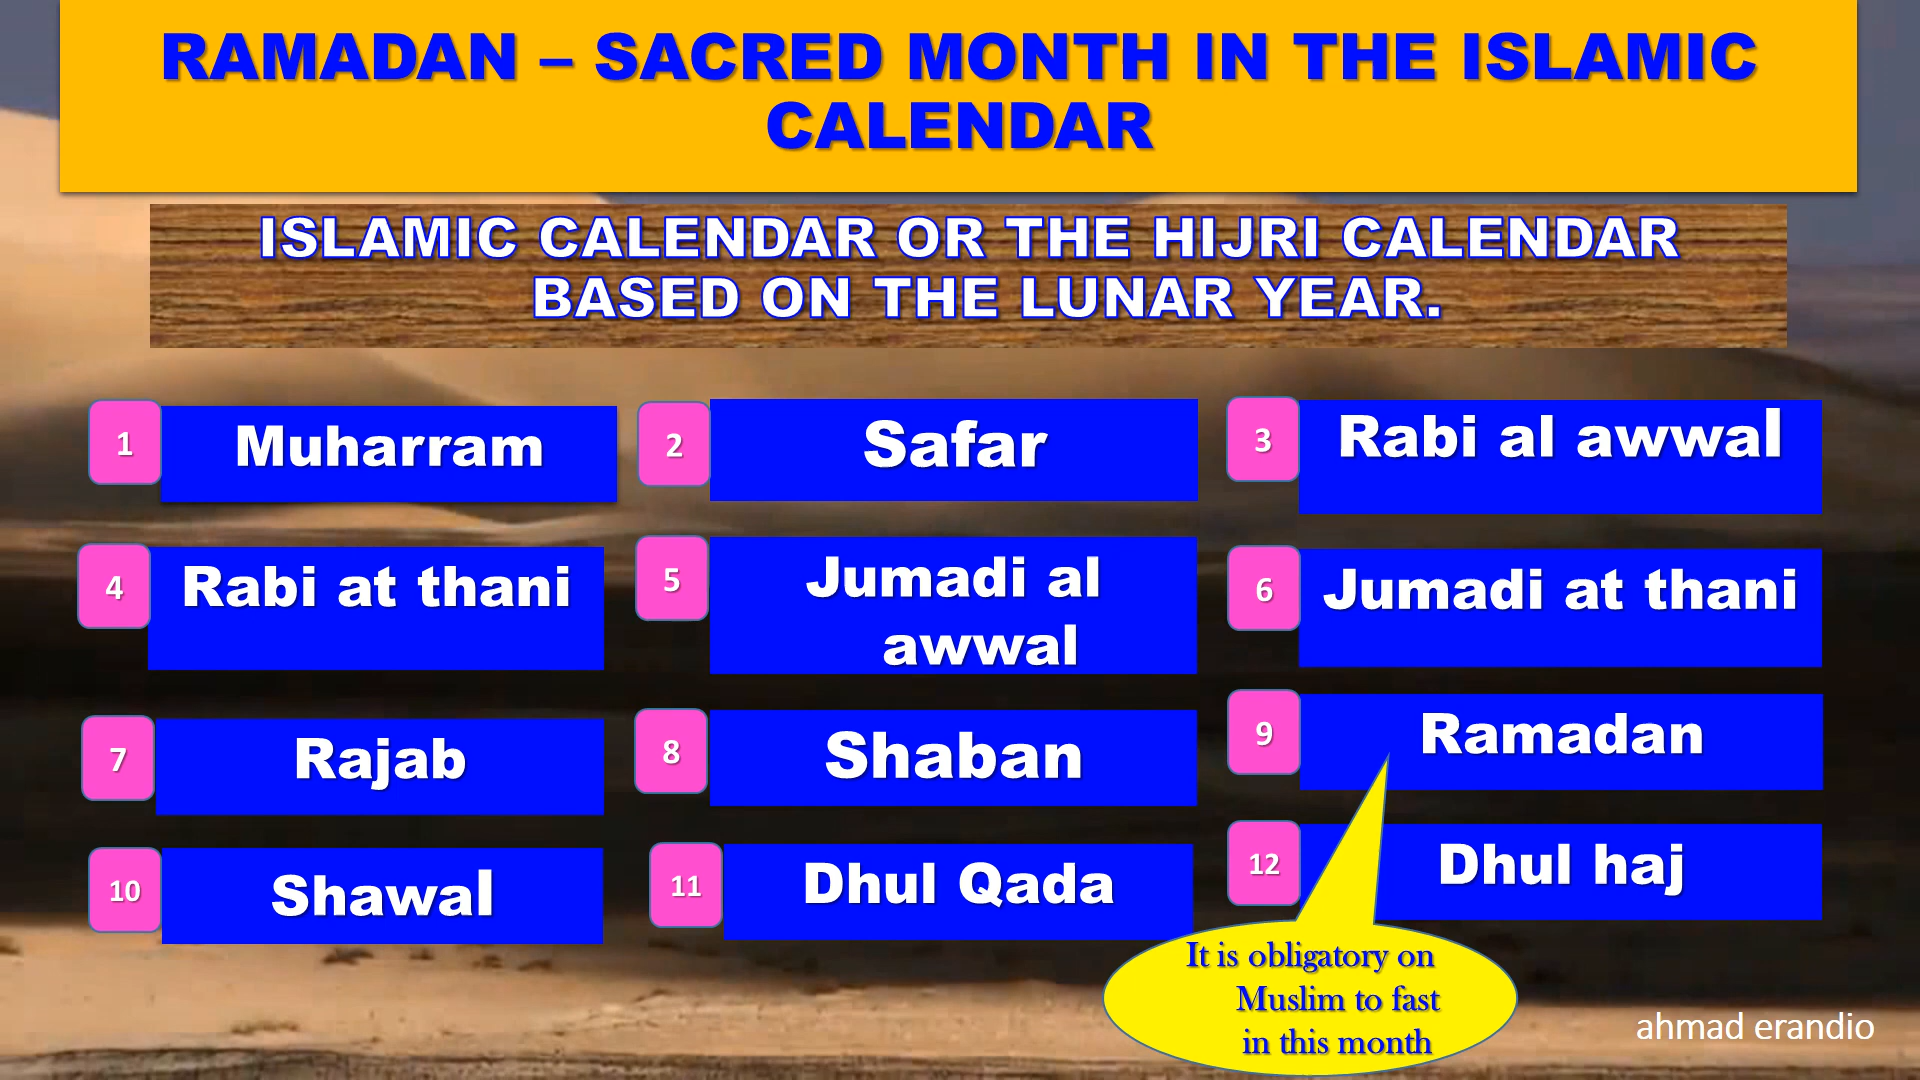 RAMADAN – SACRED MONTH IN THE ISLAMIC
CALENDAR
ISLAMIC CALENDAR OR THE HIJRI CALENDAR
BASED ON THE LUNAR YEAR.
1 Muharram
2 Safar
3 Rabi al awwal
4 Rabi at thani
5 Jumadi al
awwal
6 Jumadi at thani
7 Rajab
8 Shaban
9 Ramadan
10 Shawal
11 Dhul Qada
12 Dhul haj
It is obligatory on
Muslim to fast
in this month
ahmad erandio